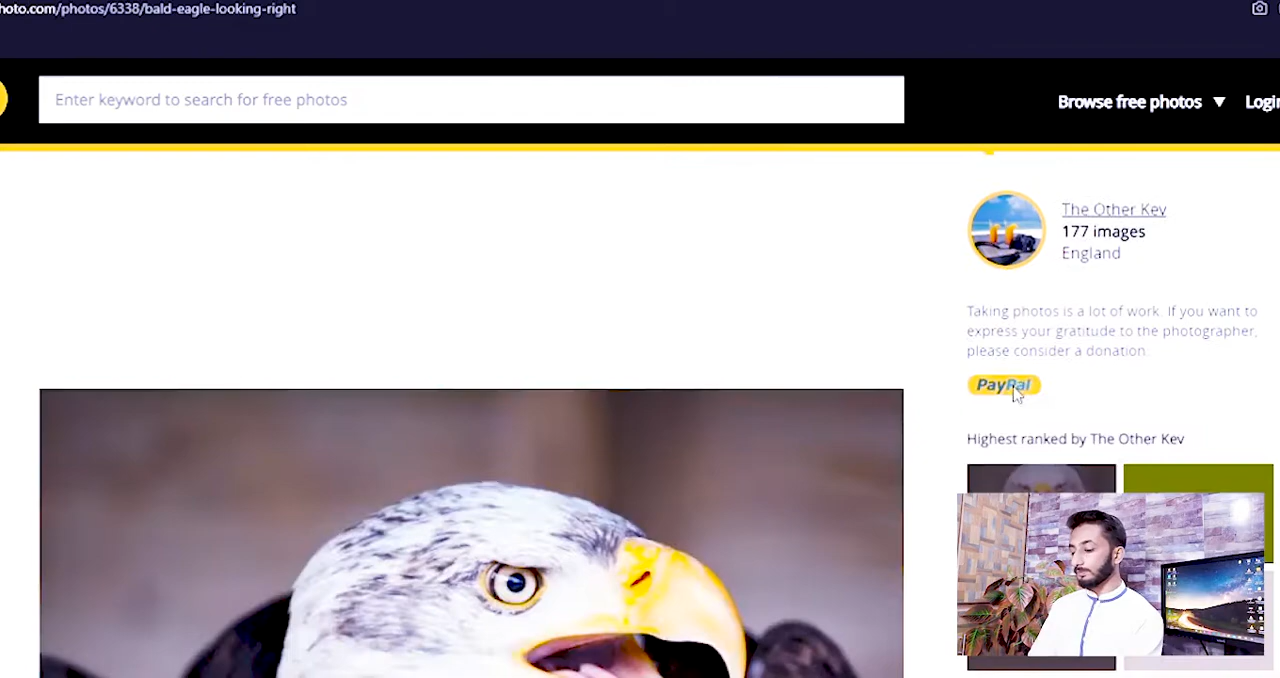 hoto.com/photos/6338/bald-eagle-looking-right
Enter keyword to search for free photos
Browse free photos
Login
The Other Kev
177 images
England
Taking photos is a lot of work. If you want to
express your gratitude to the photographer,
please consider a donation.
PayPal
Highest ranked by The Other Kev